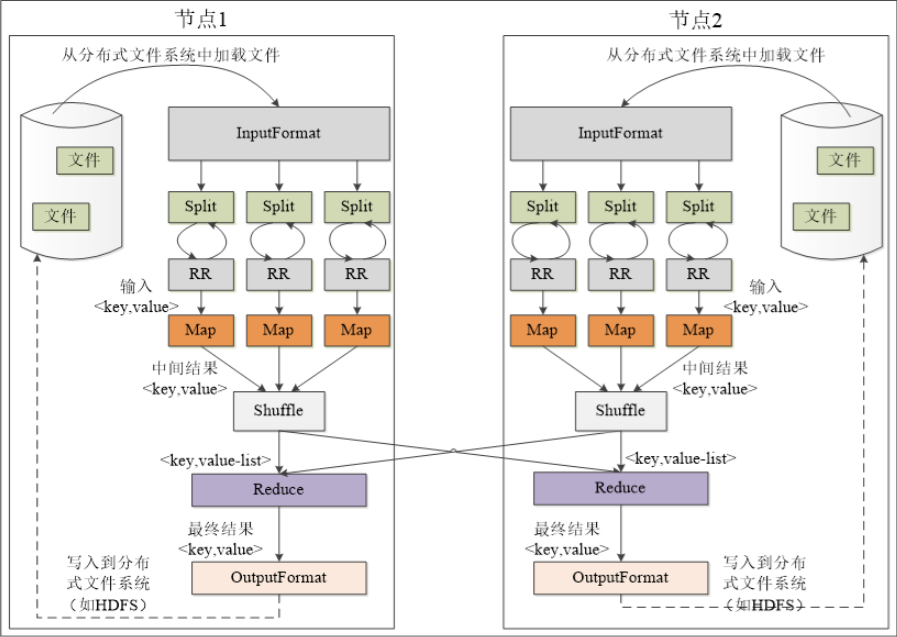 节点1
从分布式文件系统中加载文件
InputFormat
文件
文件
Split Split Split
RR RR RR
输入
<key,value>
Map Map Map
中间结果
<key,value>
Shuffle
<key,value-list>
Reduce
最终结果
<key,value>
写入到分布
式文件系统
（如HDFS）
OutputFormat
节点2
从分布式文件系统中加载文件
InputFormat
文件
文件
Split Split Split
RR RR RR
输入
<key,value>
Map Map Map
中间结果
<key,value>
Shuffle
<key,value-list>
Reduce
最终结果
<key,value>
写入到分布
式文件系统
（如HDFS）
OutputFormat